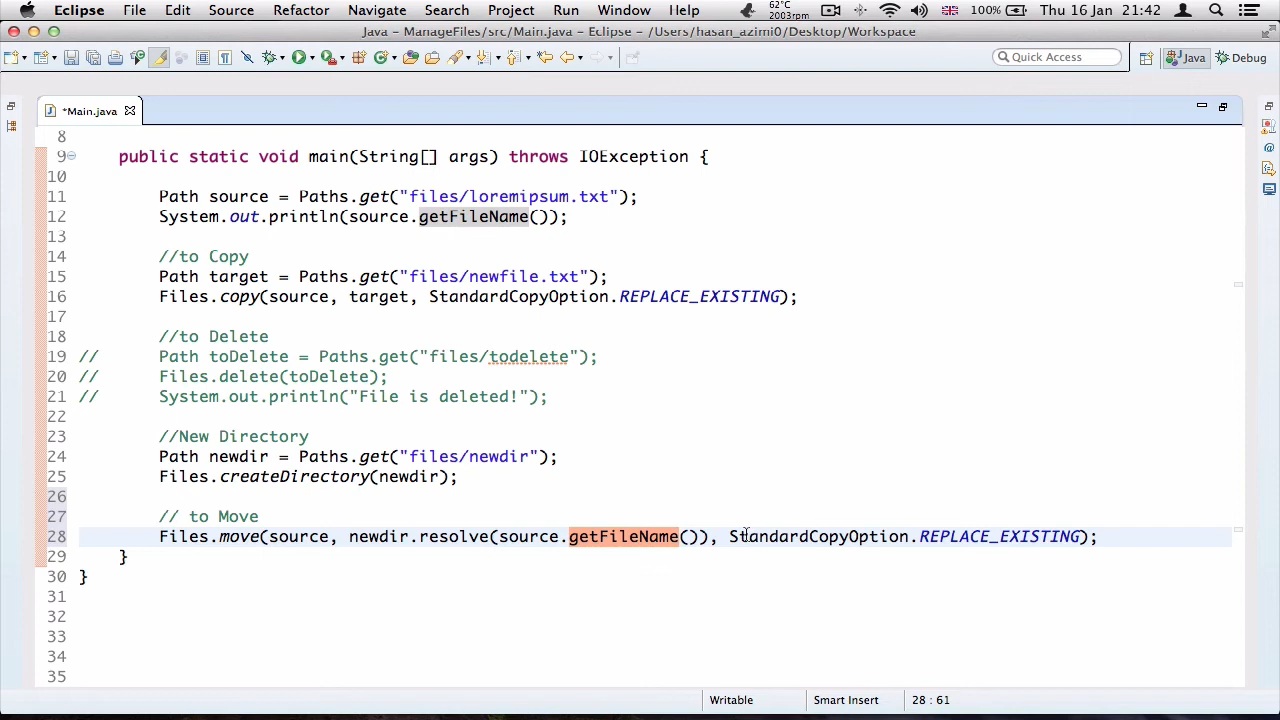 Eclipse File Edit Source Refactor Navigate Search Project Run Window Help 62°C 2003rpm 100% Thu 16 Jan 21:42
Java - ManageFiles/src/Main.java - Eclipse - /Users/hasan_azimi0/Desktop/Workspace
Quick Access Java Debug
*Main.java
8
9 public static void main(String[] args) throws IOException {
10
11 Path source = Paths.get("files/loremipsum.txt");
12 System.out.println(source.getFileName());
13
14 //to Copy
15 Path target = Paths.get("files/newfile.txt");
16 Files.copy(source, target, StandardCopyOption.REPLACE_EXISTING);
17
18 //to Delete
19 // Path toDelete = Paths.get("files/todelete");
20 // Files.delete(toDelete);
21 // System.out.println("File is deleted!");
22
23 //New Directory
24 Path newdir = Paths.get("files/newdir");
25 Files.createDirectory(newdir);
26
27 // to Move
28 Files.move(source, newdir.resolve(source.getFileName()), StandardCopyOption.REPLACE_EXISTING);
29 }
30 }
31
32
33
34
35
Writable Smart Insert 28 : 61